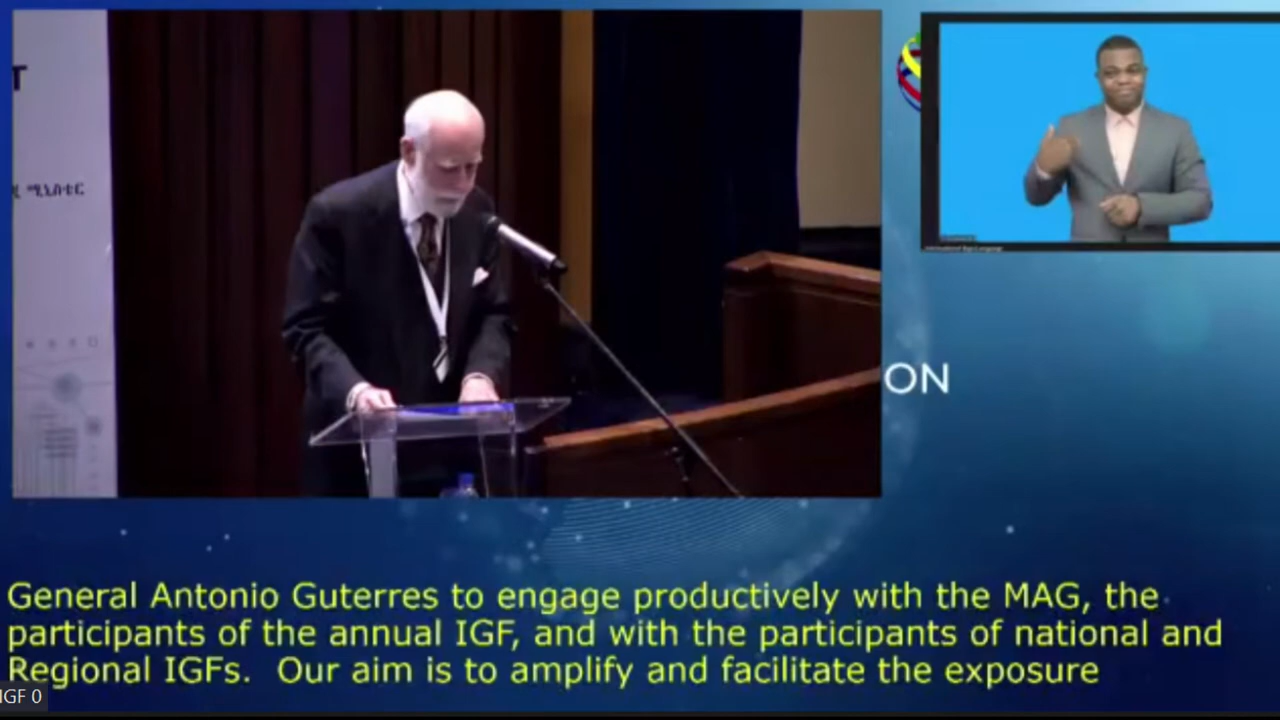 T
ሚኒስቴር
ON
General Antonio Guterres to engage productively with the MAG, the
participants of the annual IGF, and with the participants of national and
Regional IGFs.  Our aim is to amplify and facilitate the exposure
IGF 0